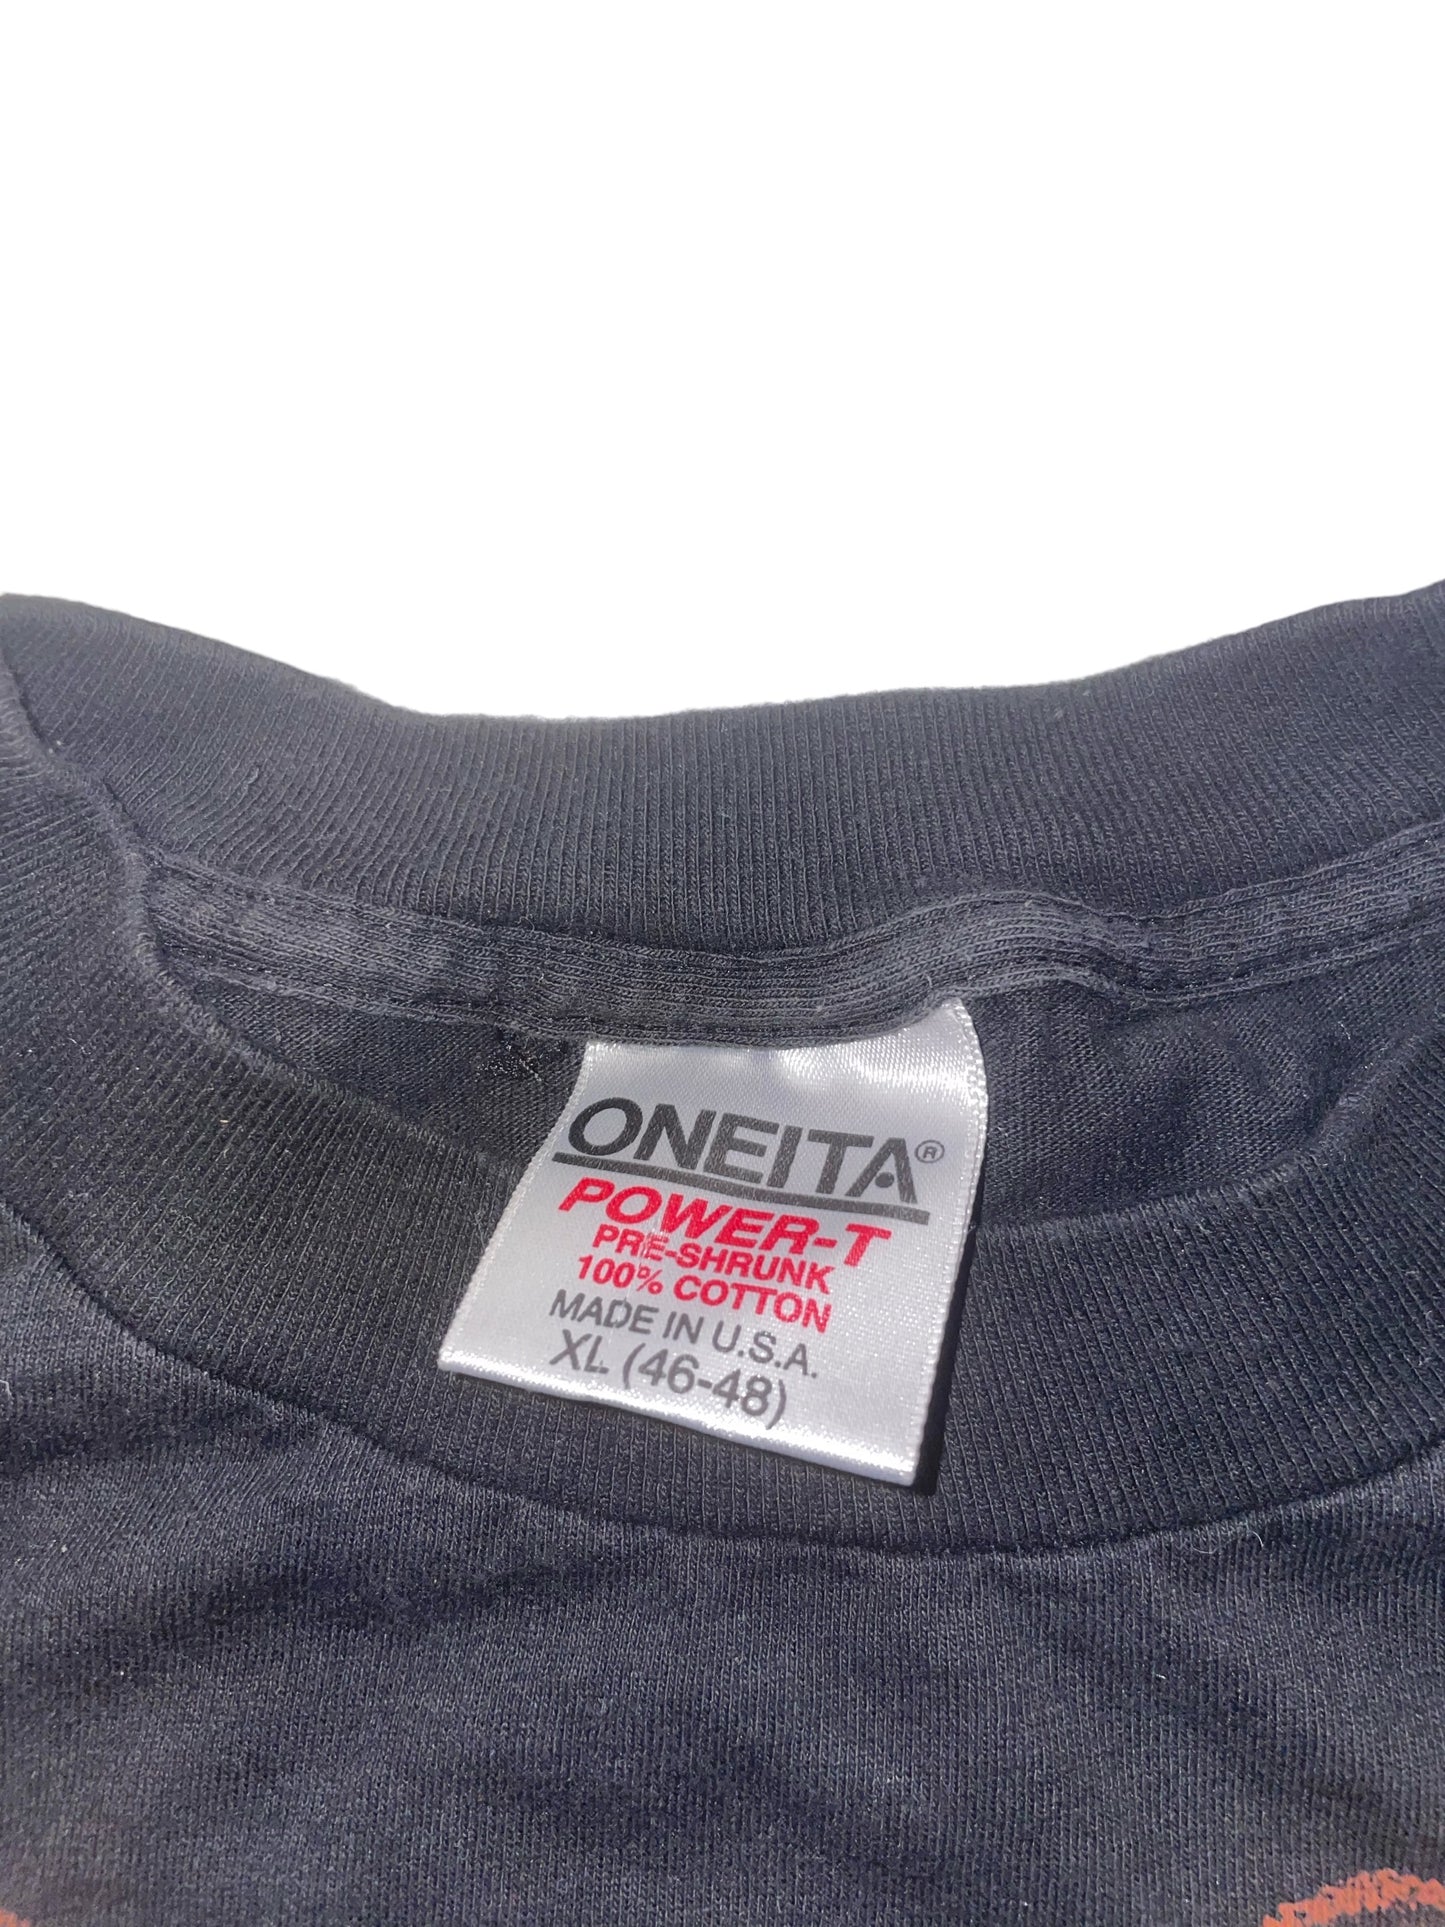 ONEITA®
POWER-T
PRE-SHRUNK
100% COTTON
MADE IN U.S.A.
XL (46-48)